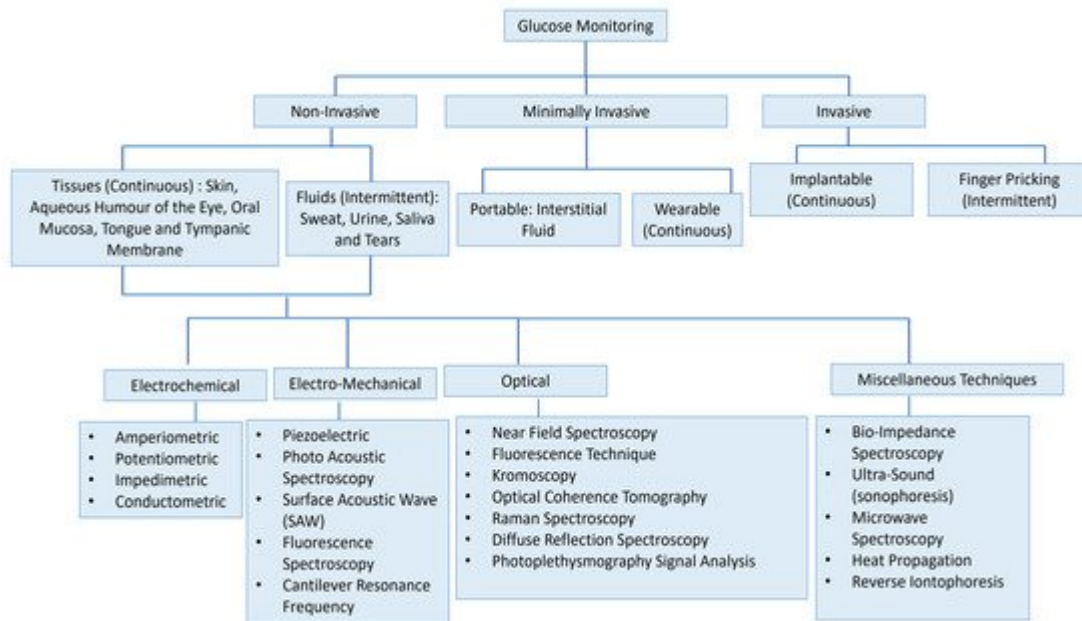 Glucose Monitoring
Non-Invasive
Minimally Invasive
Invasive
Tissues (Continuous) : Skin,
Aqueous Humour of the Eye, Oral
Mucosa, Tongue and Tympanic
Membrane
Fluids (Intermittent):
Sweat, Urine, Saliva
and Tears
Portable: Interstitial
Fluid
Wearable
(Continuous)
Implantable
(Continuous)
Finger Pricking
(Intermittent)
Electrochemical
Electro-Mechanical
Optical
Miscellaneous Techniques
• Amperiometric
• Potentiometric
• Impedimetric
• Conductometric
• Piezoelectric
• Photo Acoustic
Spectroscopy
• Surface Acoustic Wave
(SAW)
• Fluorescence
Spectroscopy
• Cantilever Resonance
Frequency
• Near Field Spectroscopy
• Fluorescence Technique
• Kromoscopy
• Optical Coherence Tomography
• Raman Spectroscopy
• Diffuse Reflection Spectroscopy
• Photoplethysmography Signal Analysis
• Bio-Impedance
Spectroscopy
• Ultra-Sound
(sonophoresis)
• Microwave
Spectroscopy
• Heat Propagation
• Reverse Iontophoresis